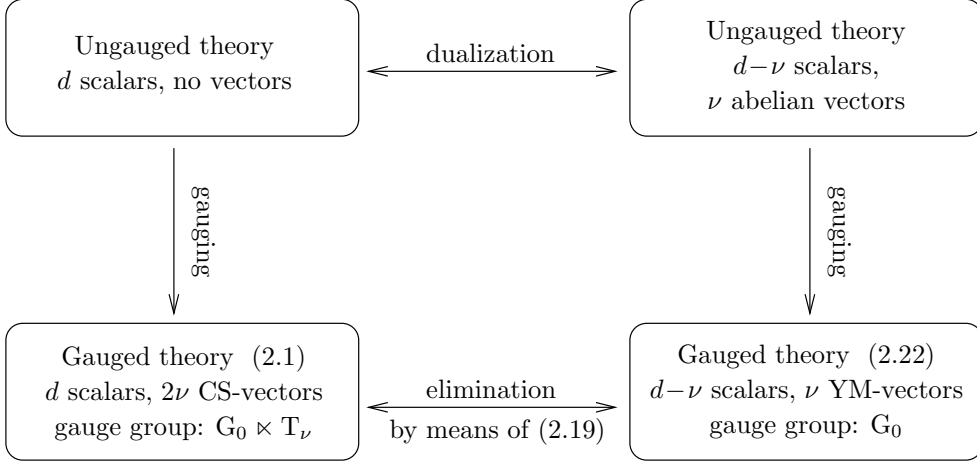 Ungauged theory
d scalars, no vectors
dualization
Ungauged theory
d−ν scalars,
ν abelian vectors
gauging
gauging
Gauged theory (2.1)
d scalars, 2ν CS-vectors
gauge group: G₀ ⋉ T_ν
elimination
by means of (2.19)
Gauged theory (2.22)
d−ν scalars, ν YM-vectors
gauge group: G₀